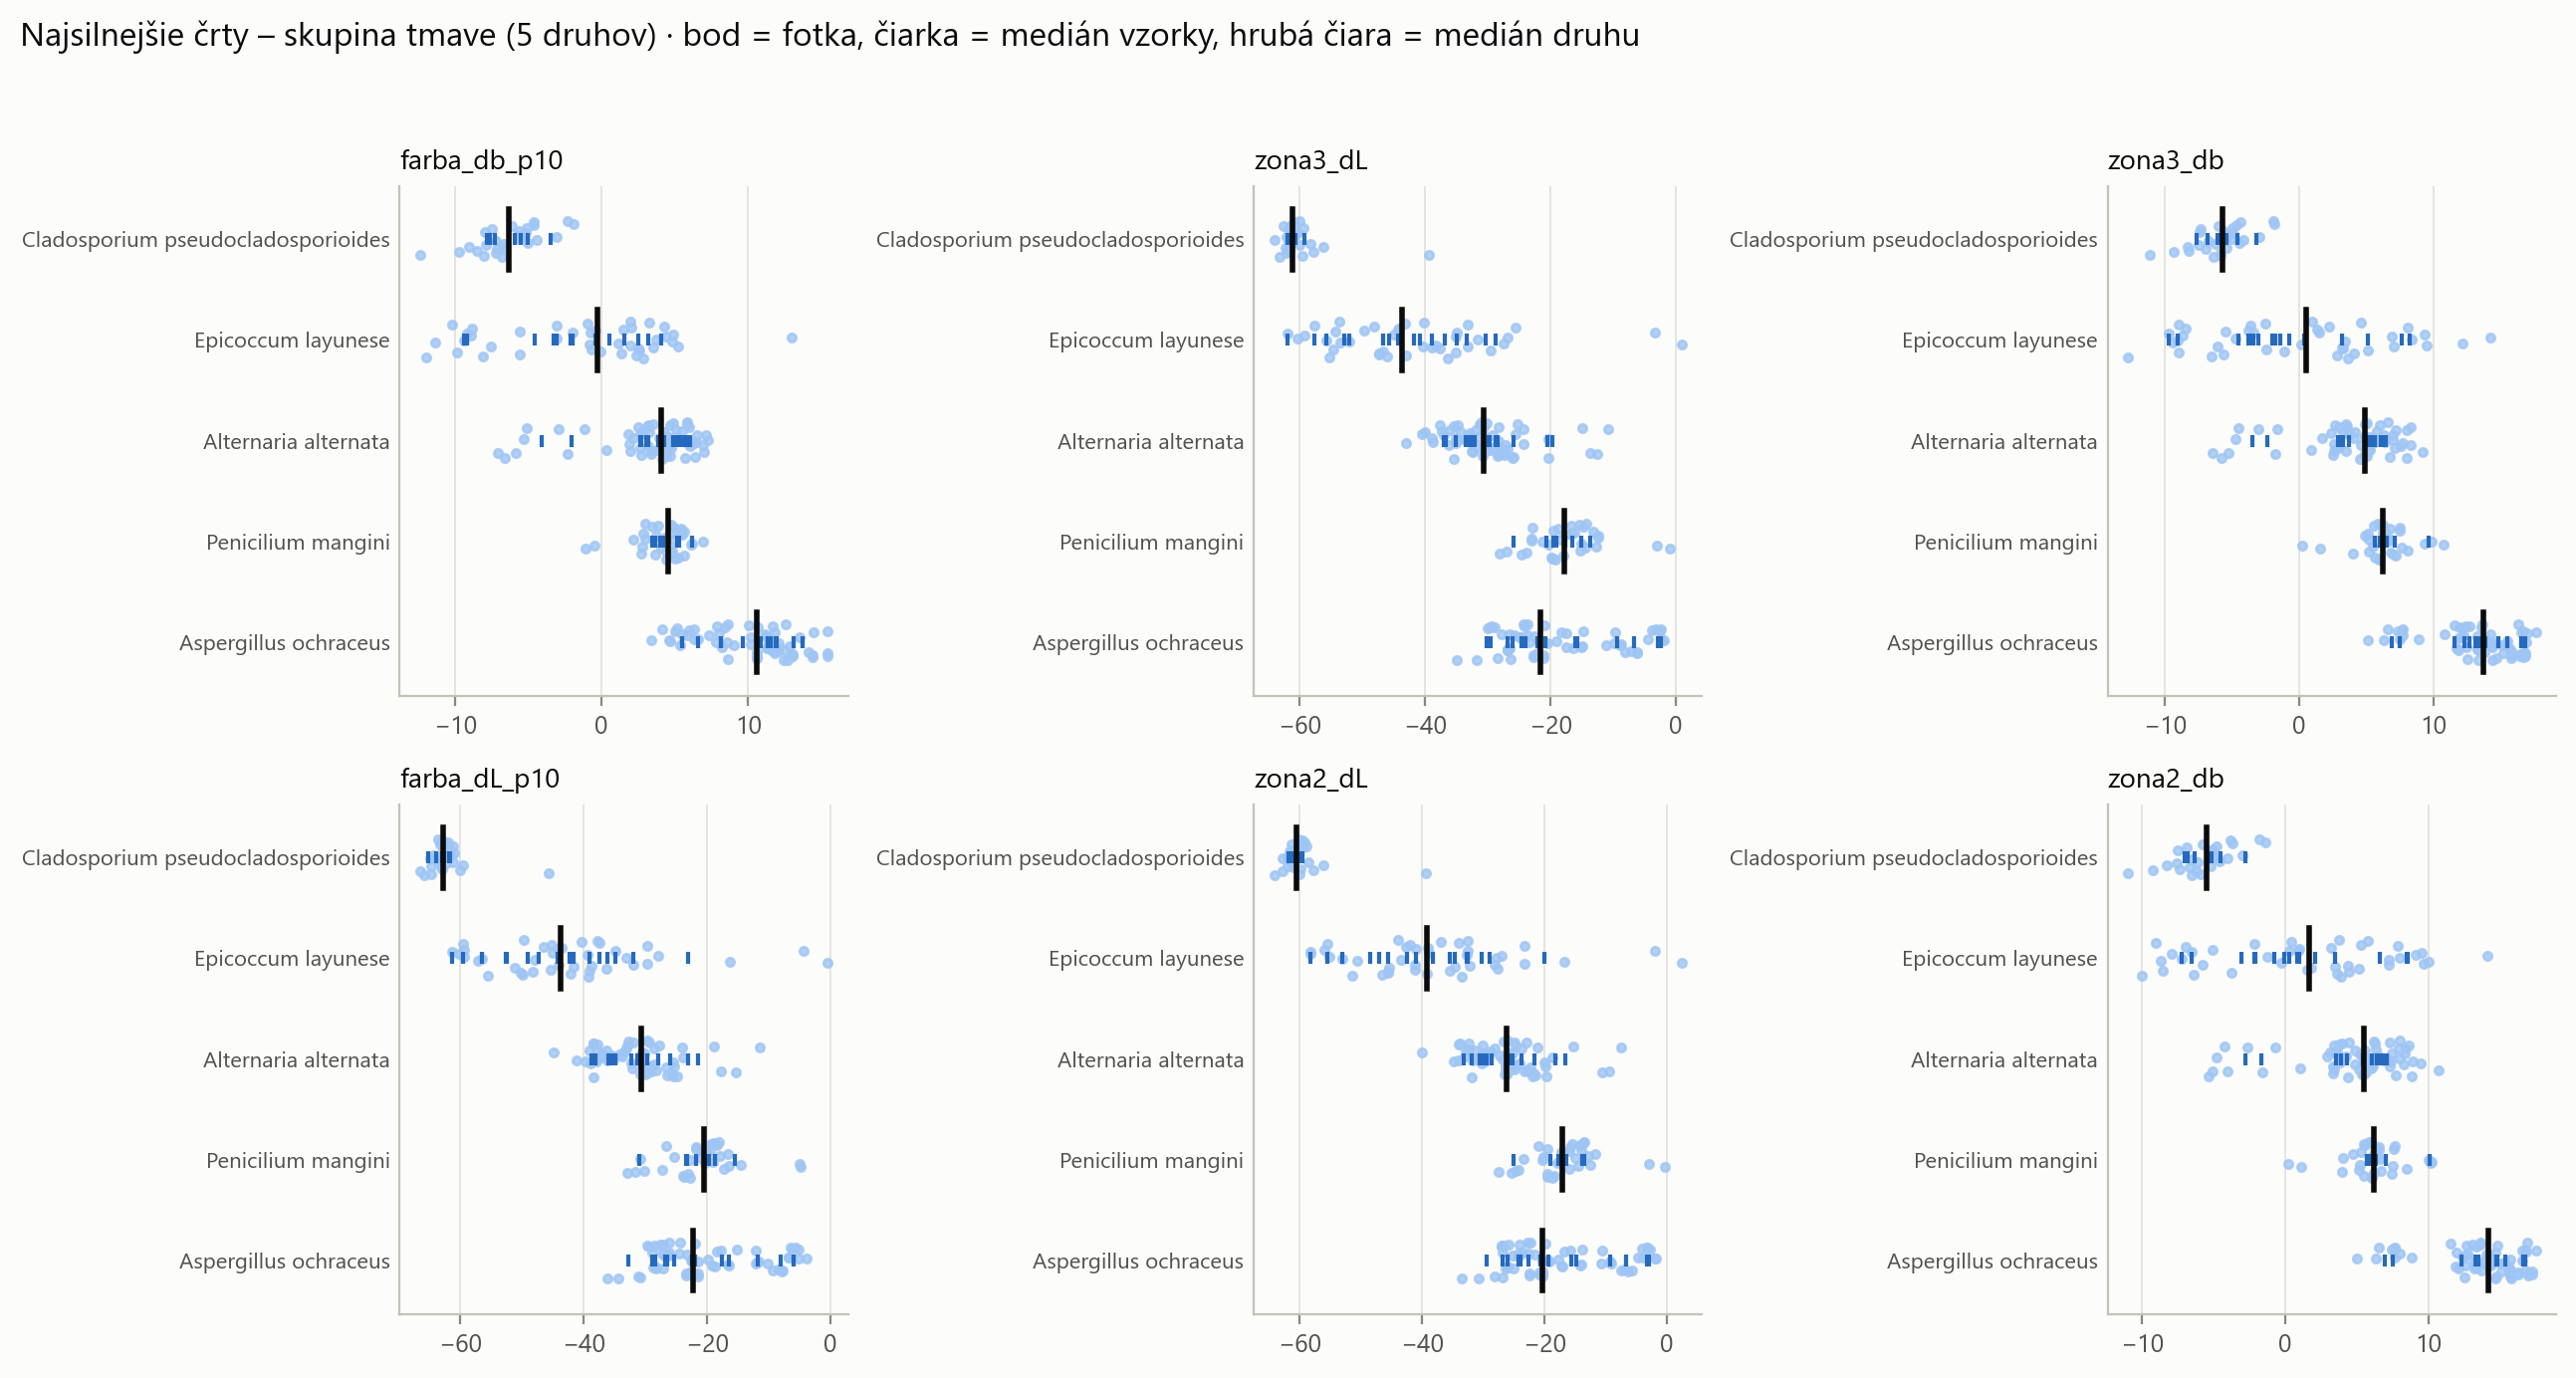 Najsilnejšie črty – skupina tmave (5 druhov) · bod = fotka, čiarka = medián vzorky, hrubá čiara = medián druhu
farba_db_p10
Cladosporium pseudocladosporioides
Epicoccum layunese
Alternaria alternata
Penicilium mangini
Aspergillus ochraceus
−10 0 10
zona3_dL
Cladosporium pseudocladosporioides
Epicoccum layunese
Alternaria alternata
Penicilium mangini
Aspergillus ochraceus
−60 −40 −20 0
zona3_db
Cladosporium pseudocladosporioides
Epicoccum layunese
Alternaria alternata
Penicilium mangini
Aspergillus ochraceus
−10 0 10
farba_dL_p10
Cladosporium pseudocladosporioides
Epicoccum layunese
Alternaria alternata
Penicilium mangini
Aspergillus ochraceus
−60 −40 −20 0
zona2_dL
Cladosporium pseudocladosporioides
Epicoccum layunese
Alternaria alternata
Penicilium mangini
Aspergillus ochraceus
−60 −40 −20 0
zona2_db
Cladosporium pseudocladosporioides
Epicoccum layunese
Alternaria alternata
Penicilium mangini
Aspergillus ochraceus
−10 0 10